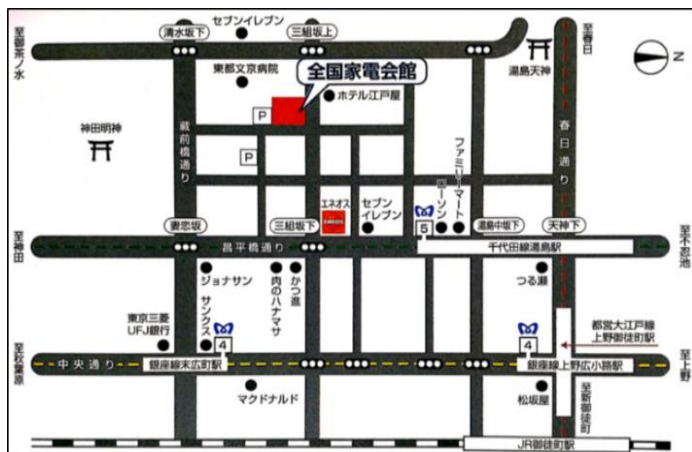 セブンイレブン
至御茶ノ水
清水坂下
三組坂上
至春日
湯島天神
N
東都文京病院
全国家電会館
ホテル江戸屋
P
神田明神
蔵前橋通り
P
ファミリーマート
ローソン
春日通り
エネオス
ENEOS
セブン
イレブン
5
妻恋坂
三組坂下
湯島中坂下
天神下
至神田
昌平橋通り
千代田線湯島駅
至不忍池
ジョナサン
肉のハナマサ
かつ進
つる瀬
東京三菱
UFJ銀行
サンクス
4
4
都営大江戸線
上野御徒町駅
至秋葉原
中央通り
銀座線末広町駅
銀座線上野広小路駅
至上野
マクドナルド
松坂屋
至新御徒町
JR御徒町駅